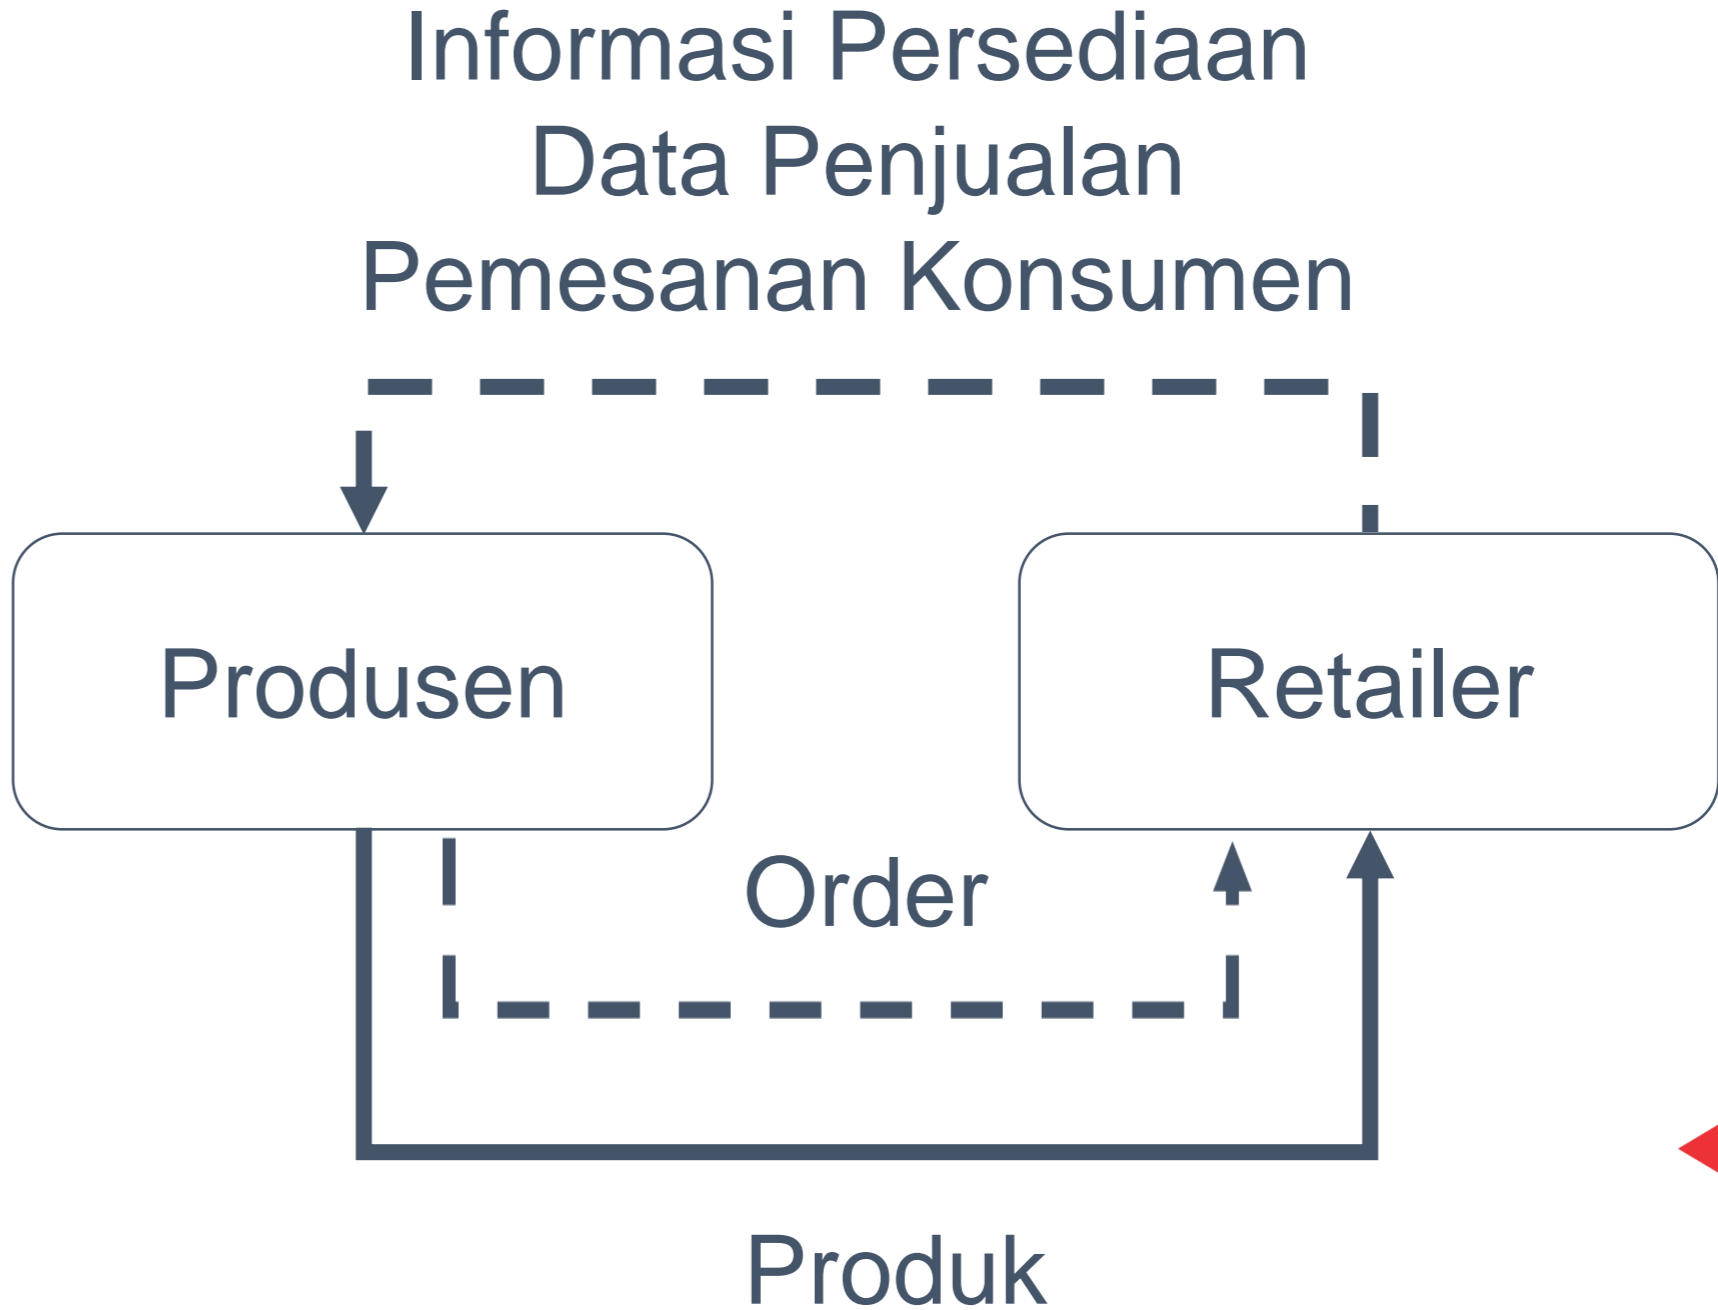 Informasi Persediaan
Data Penjualan
Pemesanan Konsumen
Produsen
Retailer
Order
Produk